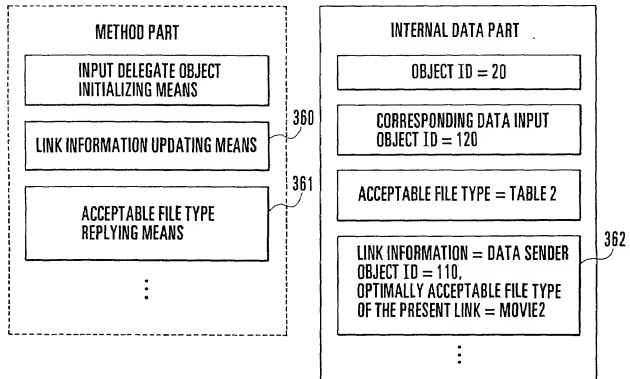 METHOD PART
INPUT DELEGATE OBJECT
INITIALIZING MEANS
360
LINK INFORMATION UPDATING MEANS
361
ACCEPTABLE FILE TYPE
REPLYING MEANS
INTERNAL DATA PART
OBJECT ID = 20
CORRESPONDING DATA INPUT
OBJECT ID = 120
ACCEPTABLE FILE TYPE = TABLE 2
362
LINK INFORMATION = DATA SENDER
OBJECT ID = 110,
OPTIMALLY ACCEPTABLE FILE TYPE
OF THE PRESENT LINK = MOVIE2